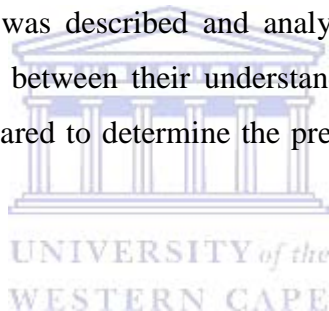 was described and analy
between their understan
ared to determine the pre
UNIVERSITY of the
WESTERN CAPE